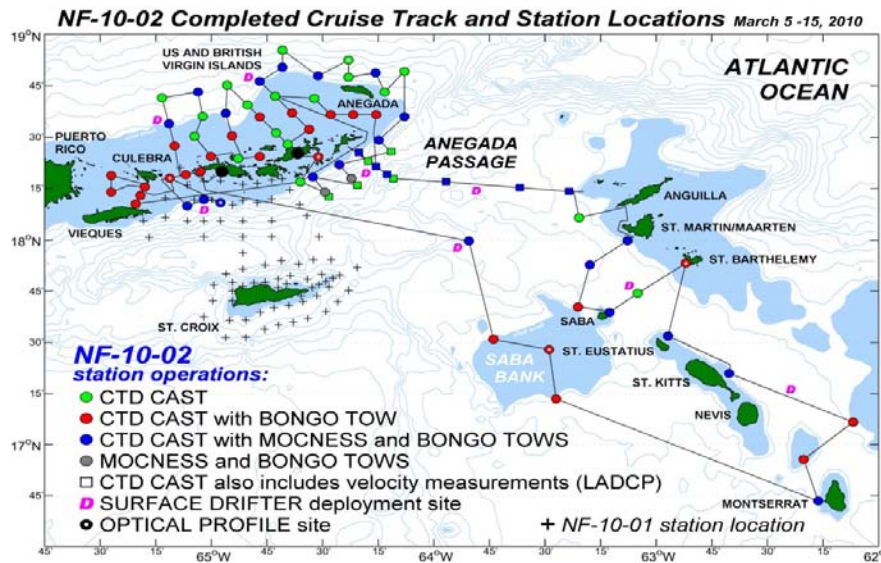 NF-10-02 Completed Cruise Track and Station Locations March 5 -15, 2010
19°N
45'
30'
15'
18°N
45'
30'
15'
17°N
45'
US AND BRITISH
VIRGIN ISLANDS
D
D
ANEGADA
PUERTO
RICO
CULEBRA
VIEQUES
D
D
ATLANTIC
OCEAN
ANEGADA
PASSAGE
D
ANGUILLA
ST. MARTIN/MAARTEN
D
ST. BARTHELEMY
D
SABA
ST. CROIX
SABA
BANK
ST. EUSTATIUS
ST. KITTS
D
NEVIS
MONTSERRAT
NF-10-02
station operations:
CTD CAST
CTD CAST with BONGO TOW
CTD CAST with MOCNESS and BONGO TOWS
MOCNESS and BONGO TOWS
CTD CAST also includes velocity measurements (LADCP)
D SURFACE DRIFTER deployment site
OPTICAL PROFILE site
+ NF-10-01 station location
45' 30' 15' 65°W 45' 30' 15' 64°W 45' 30' 15' 63°W 45' 30' 15' 62°W